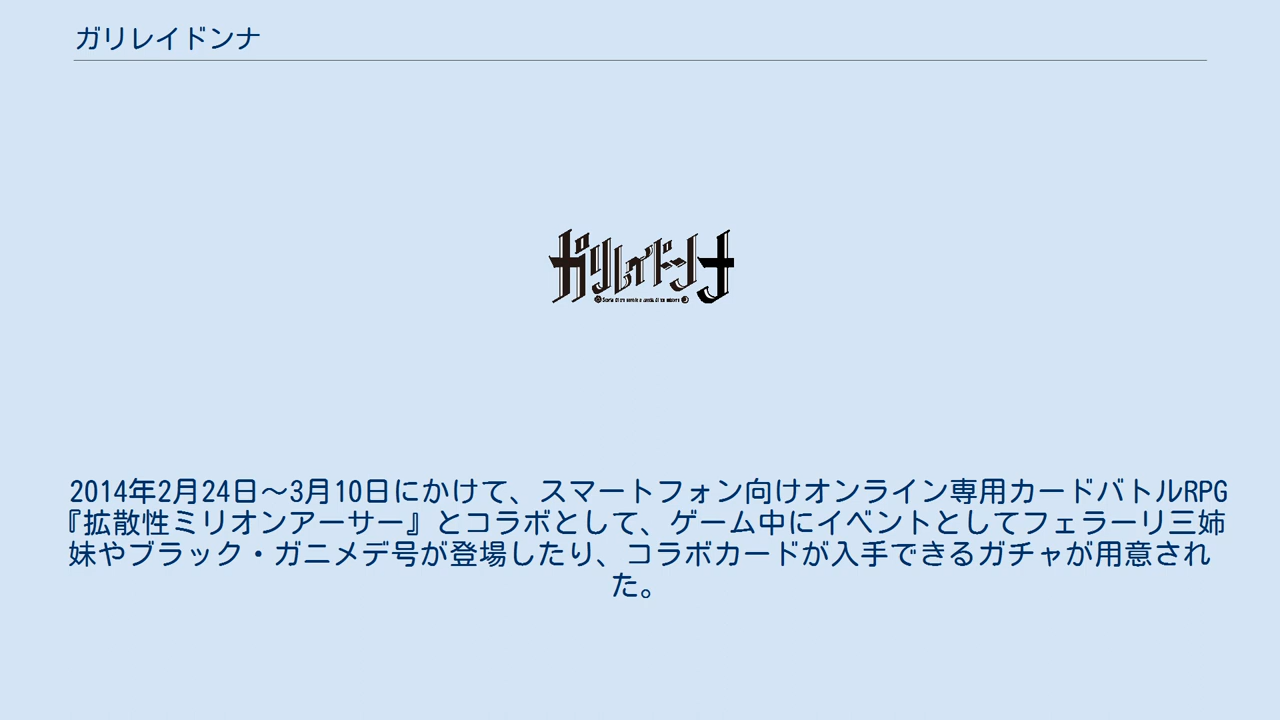 ガリレイドンナ
ガリレイドンナ
2014年2月24日～3月10日にかけて、スマートフォン向けオンライン専用カードバトルRPG
『拡散性ミリオンアーサー』とコラボとして、ゲーム中にイベントとしてフェラーリ三姉
妹やブラック・ガニメデ号が登場したり、コラボカードが入手できるガチャが用意され
た。